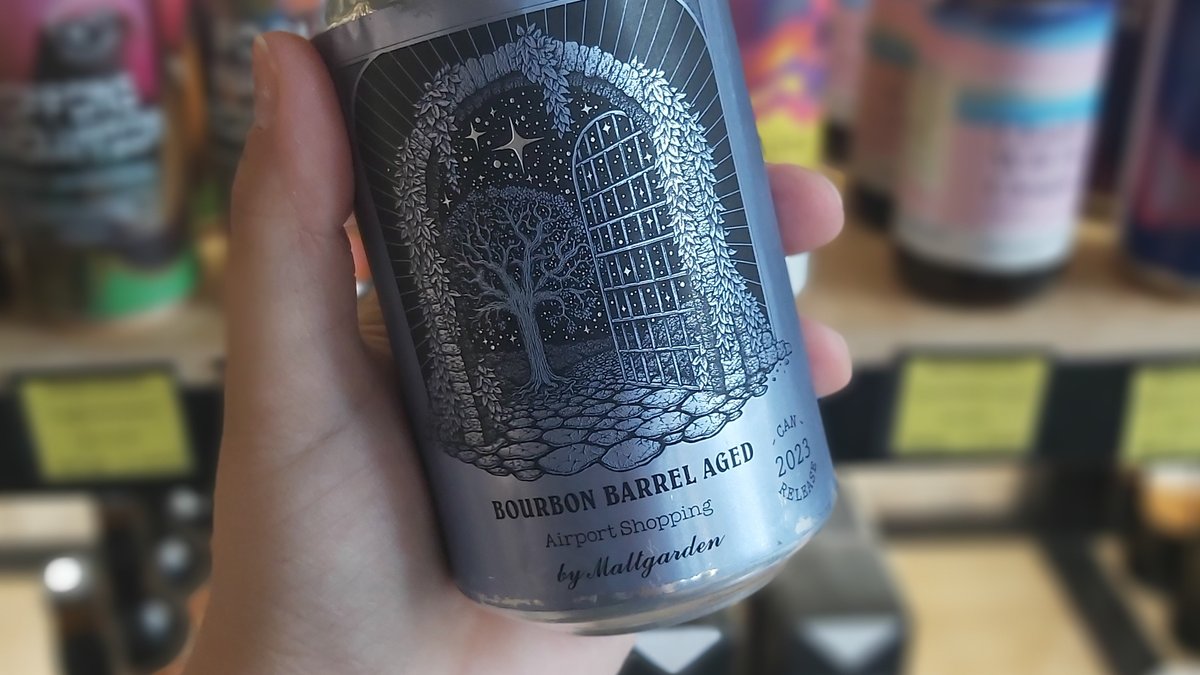 BOURBON BARREL AGED
Airport Shopping
by Maltgarden
CAN
2023
RELEASE